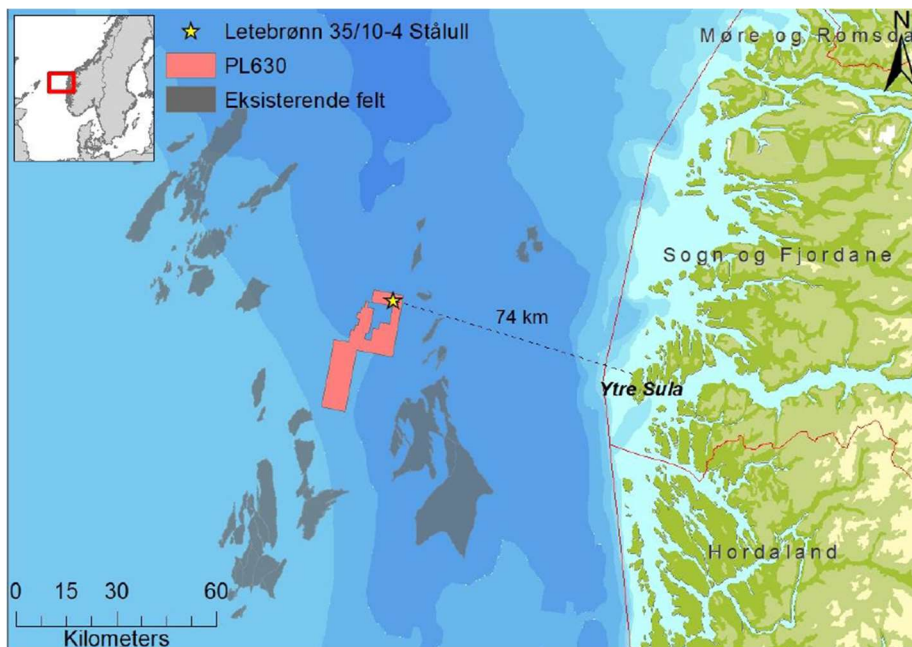 Letebrønn 35/10-4 Stålull
PL630
Eksisterende felt
N
Møre og Romsda
Sogn og Fjordane
74 km
Ytre Sula
Hordaland
0 15 30 60
Kilometers